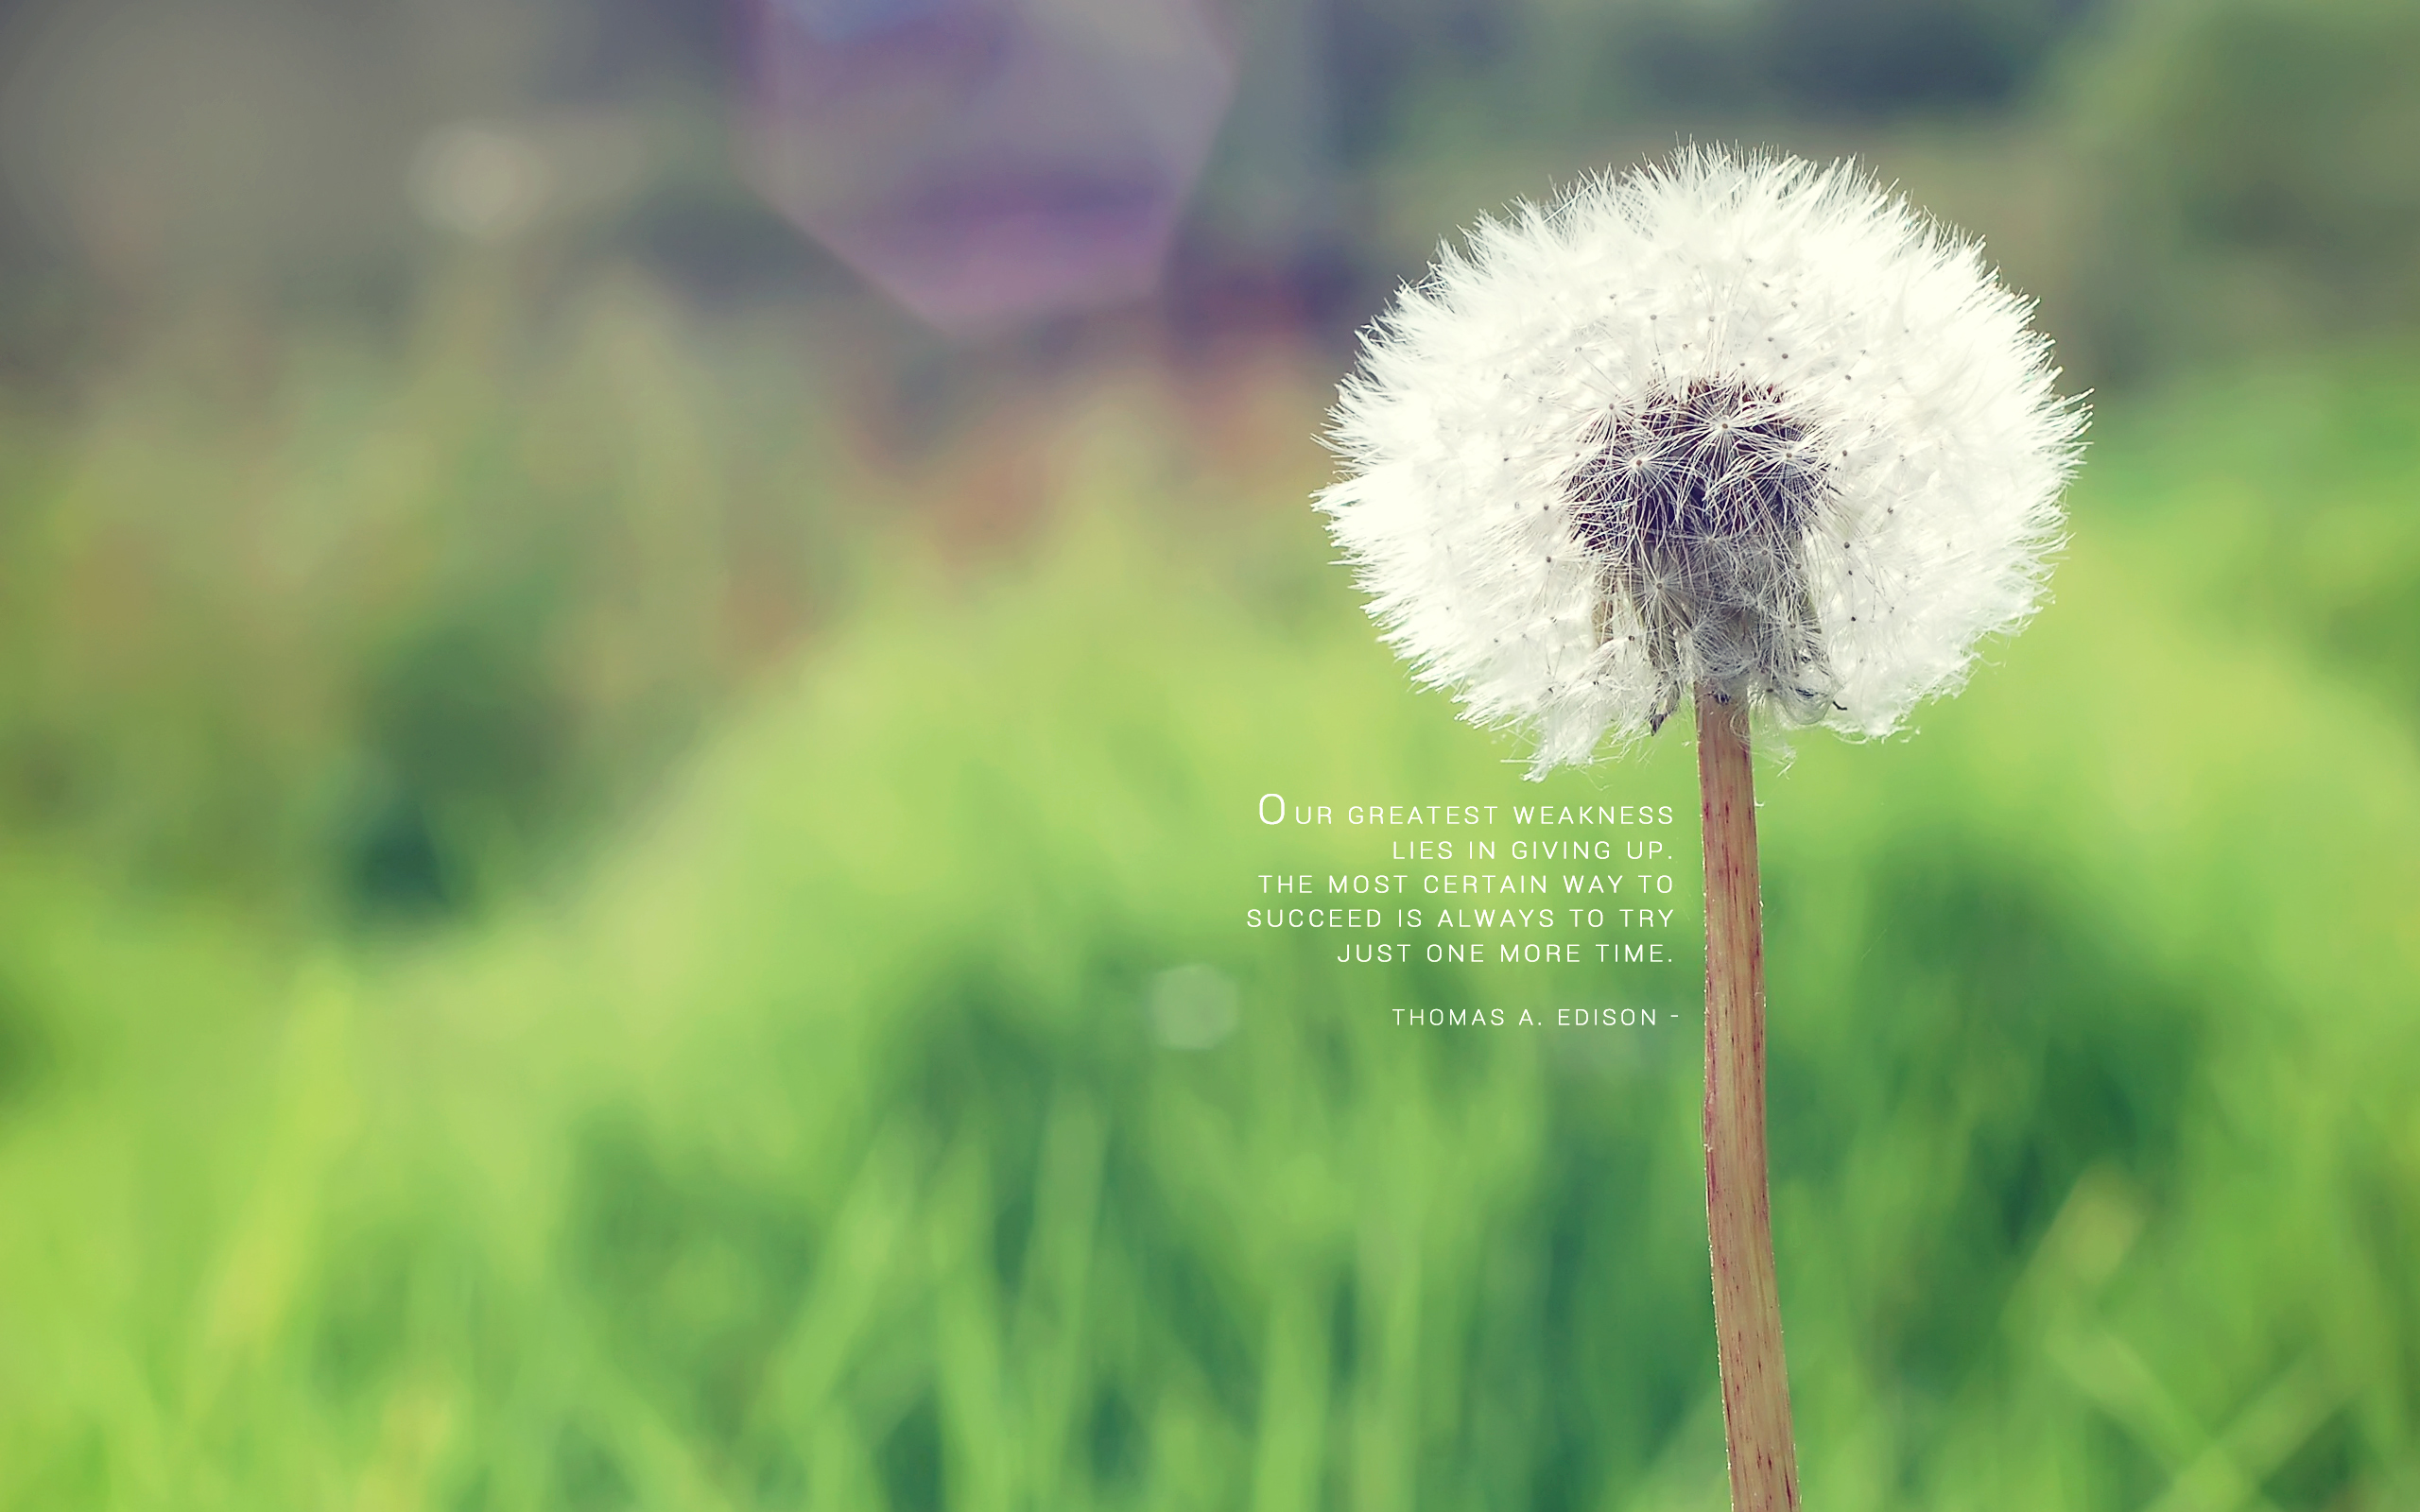 OUR GREATEST WEAKNESS
LIES IN GIVING UP.
THE MOST CERTAIN WAY TO
SUCCEED IS ALWAYS TO TRY
JUST ONE MORE TIME.
THOMAS A. EDISON -